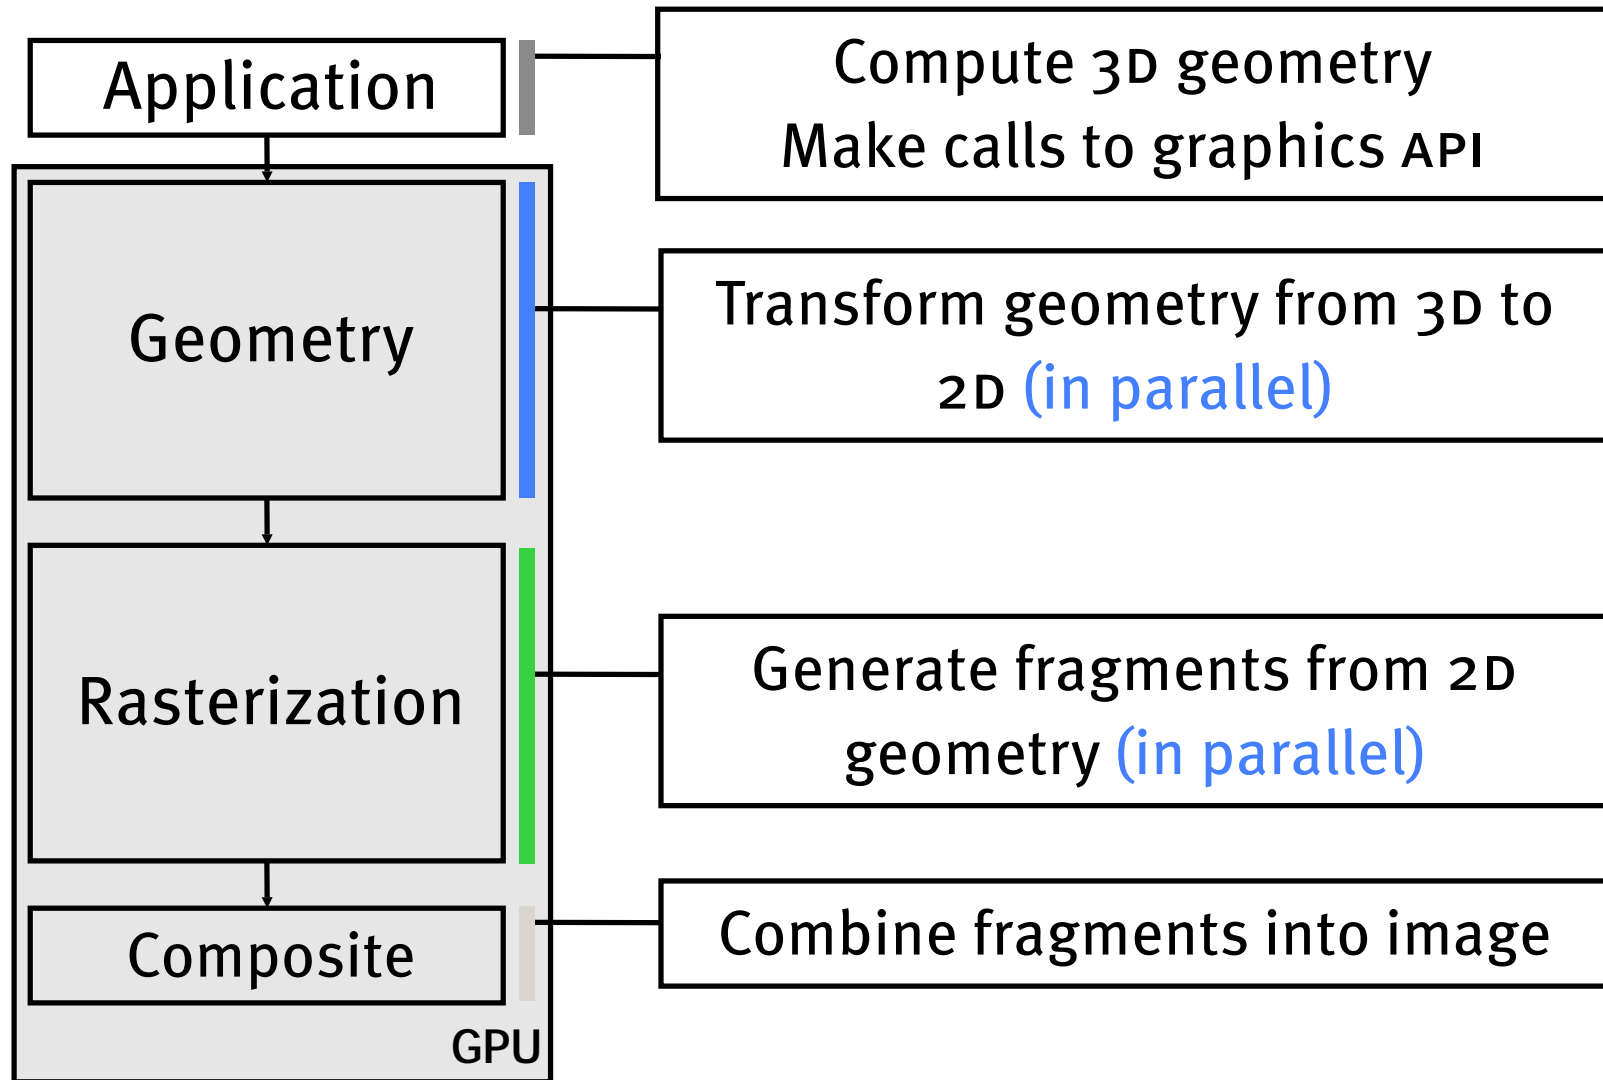 Application
Compute 3D geometry
Make calls to graphics API
Geometry
Transform geometry from 3D to
2D (in parallel)
Rasterization
Generate fragments from 2D
geometry (in parallel)
Composite
Combine fragments into image
GPU